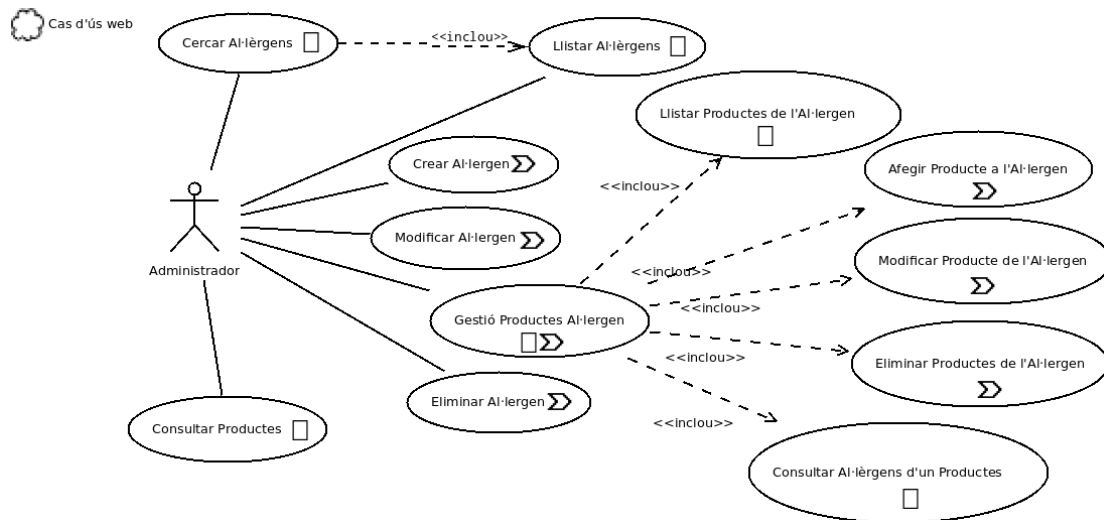 Cas d'ús web
Cercar Al·lèrgens
<<inclou>>
Llistar Al·lèrgens
Llistar Productes de l'Al·lergen
Crear Al·lergen
Afegir Producte a l'Al·lergen
<<inclou>>
Modificar Al·lergen
Administrador
Modificar Producte de l'Al·lergen
<<inclou>>
Gestió Productes Al·lergen
<<inclou>>
<<inclou>>
Eliminar Productes de l'Al·lergen
Eliminar Al·lergen
Consultar Productes
<<inclou>>
Consultar Al·lèrgens d'un Productes